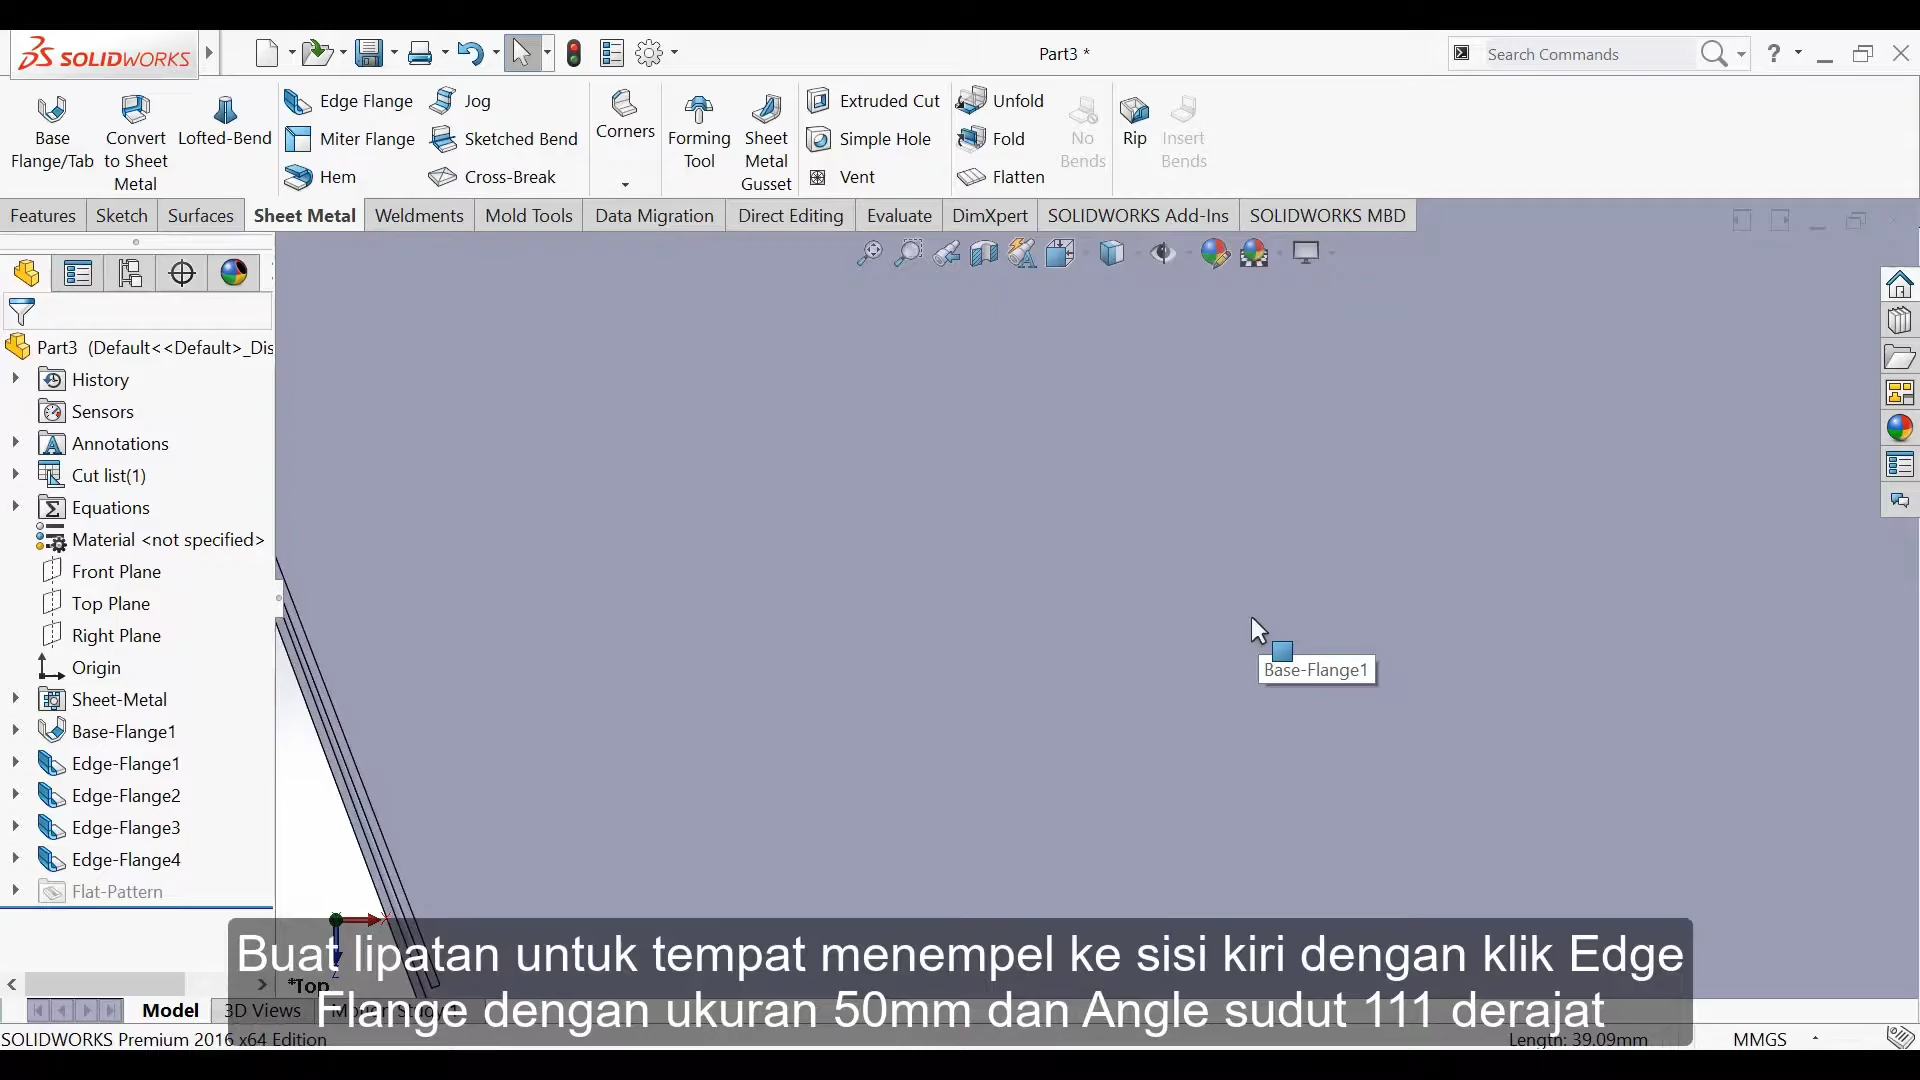 SOLIDWORKS
Part3 *
Search Commands
?
Base Flange/Tab
Convert to Sheet Metal
Lofted-Bend
Edge Flange
Miter Flange
Hem
Jog
Sketched Bend
Cross-Break
Corners
Forming Tool
Sheet Metal Gusset
Extruded Cut
Simple Hole
Vent
Unfold
Fold
Flatten
No Bends
Rip
Insert Bends
Features Sketch Surfaces Sheet Metal Weldments Mold Tools Data Migration Direct Editing Evaluate DimXpert SOLIDWORKS Add-Ins SOLIDWORKS MBD
Part3 (Default<<Default>_Dis
History
Sensors
Annotations
Cut list(1)
Equations
Material <not specified>
Front Plane
Top Plane
Right Plane
Origin
Sheet-Metal
Base-Flange1
Edge-Flange1
Edge-Flange2
Edge-Flange3
Edge-Flange4
Flat-Pattern
Base-Flange1
*Top
Buat lipatan untuk tempat menempel ke sisi kiri dengan klik Edge
Flange dengan ukuran 50mm dan Angle sudut 111 derajat
Model 3D Views Motion Study 1
SOLIDWORKS Premium 2016 x64 Edition
Length: 39.09mm
MMGS